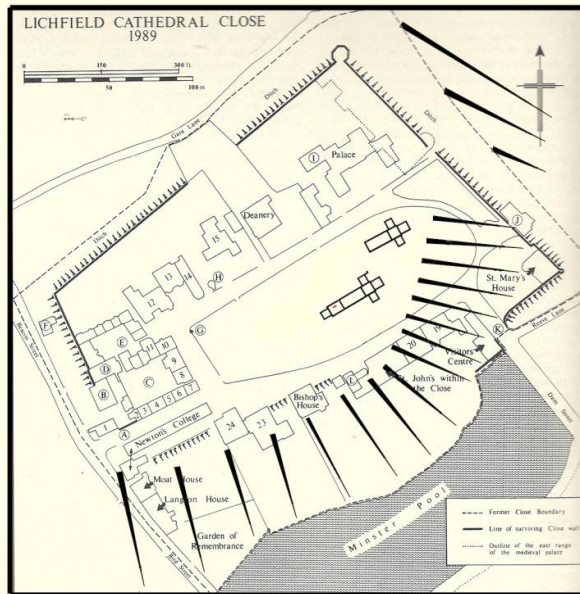 LICHFIELD CATHEDRAL CLOSE
1989
0 150 300 ft.
0 50 100 m
Gaia Lane
Ditch
Ditch
I
Palace
Deanery
J
Ditch
15
H
St. Mary's
House
13
14
12
F
Beacon Street
E
G
K
Reeve Lane
D
11
10
19
20
Visitors
Centre
9
C
8
B
L
St. John's within
the Close
7
6
5
4
3
Bishop's
House
Dam Street
1
A
Newton's College
24
23
Moat House
Langton House
Minster Pool
Garden of
Remembrance
Bird Street
Former Close Boundary
Line of surviving Close wall
Outline of the east range
of the medieval palace